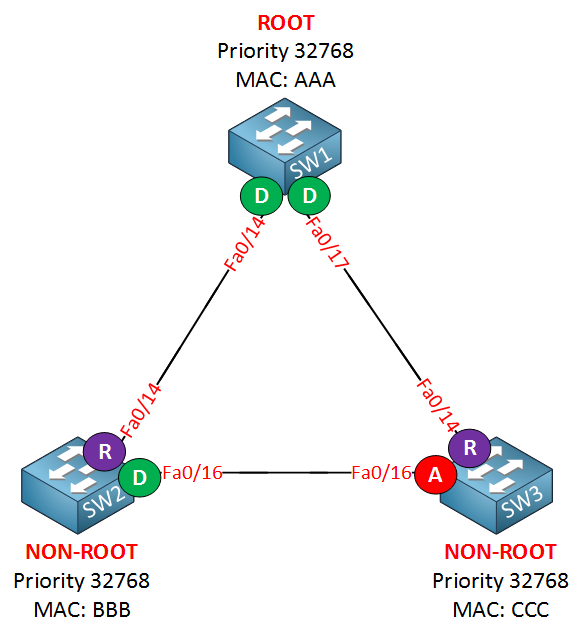 ROOT
Priority 32768
MAC: AAA
SW1
D
D
Fa0/14
Fa0/17
Fa0/14
Fa0/14
R
R
D
Fa0/16
Fa0/16
A
SW2
SW3
NON-ROOT
Priority 32768
MAC: BBB
NON-ROOT
Priority 32768
MAC: CCC